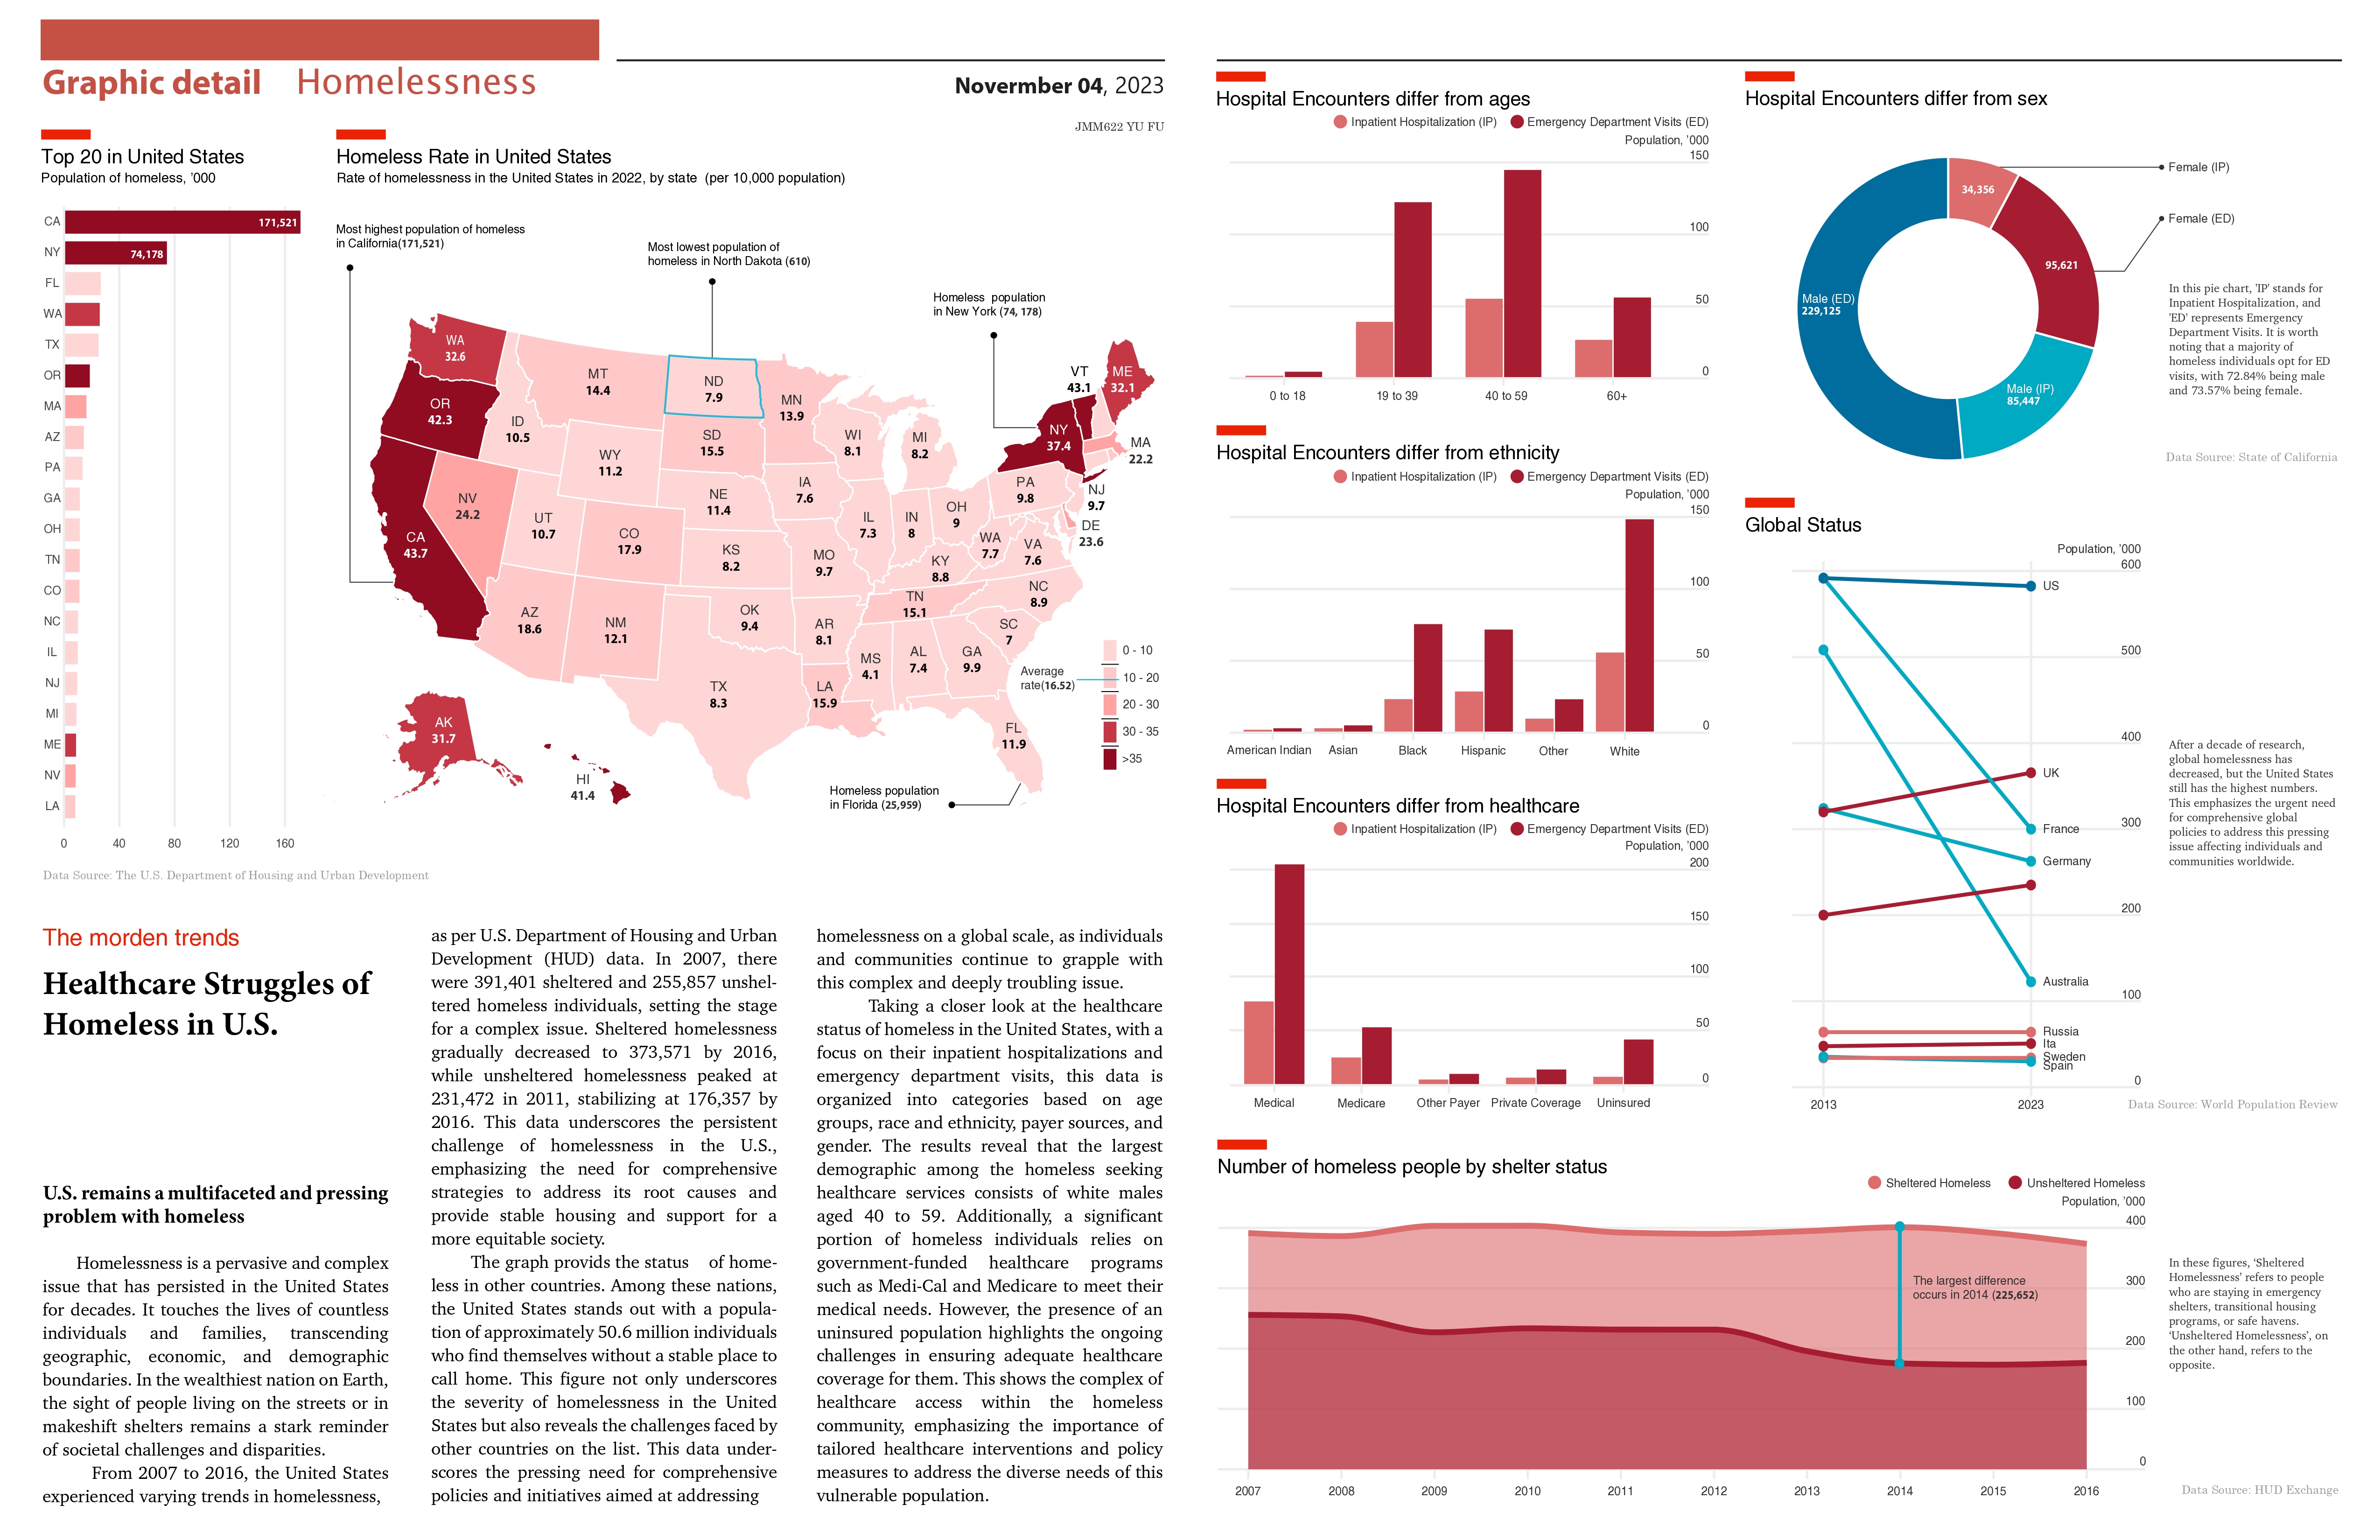 Graphic detail Homelessness
Novermber 04, 2023
JMM622 YU FU
Top 20 in United States
Population of homeless, '000
CA
171,521
NY
74,178
FL
WA
TX
OR
MA
AZ
PA
GA
OH
TN
CO
NC
IL
NJ
MI
ME
NV
LA
0 40 80 120 160
Data Source: The U.S. Department of Housing and Urban Development
Homeless Rate in United States
Rate of homelessness in the United States in 2022, by state (per 10,000 population)
Most highest population of homeless
in California(171,521)
Most lowest population of
homeless in North Dakota (610)
Homeless population
in New York (74, 178)
WA
32.6
OR
42.3
CA
43.7
NV
24.2
ID
10.5
MT
14.4
WY
11.2
UT
10.7
AZ
18.6
CO
17.9
NM
12.1
ND
7.9
SD
15.5
NE
11.4
KS
8.2
OK
9.4
TX
8.3
MN
13.9
IA
7.6
MO
9.7
AR
8.1
LA
15.9
WI
8.1
IL
7.3
MI
8.2
IN
8
OH
9
KY
8.8
TN
15.1
MS
4.1
AL
7.4
GA
9.9
FL
11.9
SC
7
NC
8.9
VA
7.6
WA
7.7
PA
9.8
NY
37.4
VT
43.1
ME
32.1
MA
22.2
NJ
9.7
DE
23.6
AK
31.7
HI
41.4
Homeless population
in Florida (25,959)
Average
rate(16.52)
0 - 10
10 - 20
20 - 30
30 - 35
>35
The morden trends
Healthcare Struggles of
Homeless in U.S.
U.S. remains a multifaceted and pressing
problem with homeless
Homelessness is a pervasive and complex
issue that has persisted in the United States
for decades. It touches the lives of countless
individuals and families, transcending
geographic, economic, and demographic
boundaries. In the wealthiest nation on Earth,
the sight of people living on the streets or in
makeshift shelters remains a stark reminder
of societal challenges and disparities.
From 2007 to 2016, the United States
experienced varying trends in homelessness,
as per U.S. Department of Housing and Urban
Development (HUD) data. In 2007, there
were 391,401 sheltered and 255,857 unshel-
tered homeless individuals, setting the stage
for a complex issue. Sheltered homelessness
gradually decreased to 373,571 by 2016,
while unsheltered homelessness peaked at
231,472 in 2011, stabilizing at 176,357 by
2016. This data underscores the persistent
challenge of homelessness in the U.S.,
emphasizing the need for comprehensive
strategies to address its root causes and
provide stable housing and support for a
more equitable society.
The graph provids the status of home-
less in other countries. Among these nations,
the United States stands out with a popula-
tion of approximately 50.6 million individuals
who find themselves without a stable place to
call home. This figure not only underscores
the severity of homelessness in the United
States but also reveals the challenges faced by
other countries on the list. This data under-
scores the pressing need for comprehensive
policies and initiatives aimed at addressing
homelessness on a global scale, as individuals
and communities continue to grapple with
this complex and deeply troubling issue.
Taking a closer look at the healthcare
status of homeless in the United States, with a
focus on their inpatient hospitalizations and
emergency department visits, this data is
organized into categories based on age
groups, race and ethnicity, payer sources, and
gender. The results reveal that the largest
demographic among the homeless seeking
healthcare services consists of white males
aged 40 to 59. Additionally, a significant
portion of homeless individuals relies on
government-funded healthcare programs
such as Medi-Cal and Medicare to meet their
medical needs. However, the presence of an
uninsured population highlights the ongoing
challenges in ensuring adequate healthcare
coverage for them. This shows the complex of
healthcare access within the homeless
community, emphasizing the importance of
tailored healthcare interventions and policy
measures to address the diverse needs of this
vulnerable population.
Hospital Encounters differ from ages
Inpatient Hospitalization (IP) Emergency Department Visits (ED)
Population, '000
150
100
50
0
0 to 18 19 to 39 40 to 59 60+
Hospital Encounters differ from ethnicity
Inpatient Hospitalization (IP) Emergency Department Visits (ED)
Population, '000
150
100
50
0
American Indian Asian Black Hispanic Other White
Hospital Encounters differ from healthcare
Inpatient Hospitalization (IP) Emergency Department Visits (ED)
Population, '000
200
150
100
50
0
Medical Medicare Other Payer Private Coverage Uninsured
Hospital Encounters differ from sex
Female (IP)
34,356
Female (ED)
95,621
Male (ED)
229,125
Male (IP)
85,447
In this pie chart, 'IP' stands for
Inpatient Hospitalization, and
'ED' represents Emergency
Department Visits. It is worth
noting that a majority of
homeless individuals opt for ED
visits, with 72.84% being male
and 73.57% being female.
Data Source: State of California
Global Status
Population, '000
600
500
400
300
200
100
0
US
UK
France
Germany
Australia
Russia
Ita
Sweden
Spain
2013 2023
After a decade of research,
global homelessness has
decreased, but the United States
still has the highest numbers.
This emphasizes the urgent need
for comprehensive global
policies to address this pressing
issue affecting individuals and
communities worldwide.
Data Source: World Population Review
Number of homeless people by shelter status
Sheltered Homeless Unsheltered Homeless
Population, '000
400
300
200
100
0
The largest difference
occurs in 2014 (225,652)
2007 2008 2009 2010 2011 2012 2013 2014 2015 2016
In these figures, 'Sheltered
Homelessness' refers to people
who are staying in emergency
shelters, transitional housing
programs, or safe havens.
'Unsheltered Homelessness', on
the other hand, refers to the
opposite.
Data Source: HUD Exchange